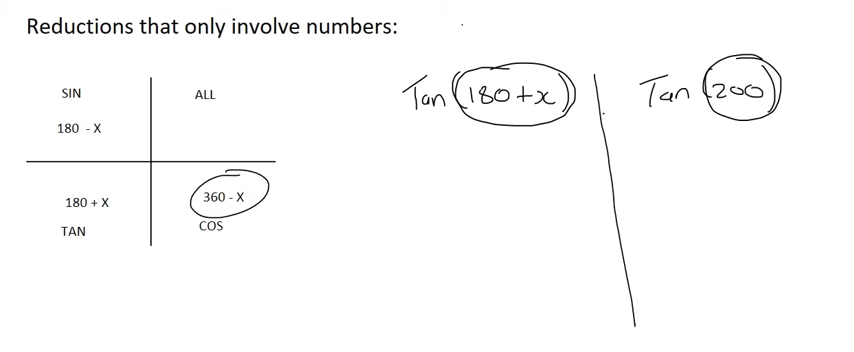 Reductions that only involve numbers:
SIN
ALL
180 - X
180 + X
360 - X
TAN
COS
Tan (180+x)
Tan (200)